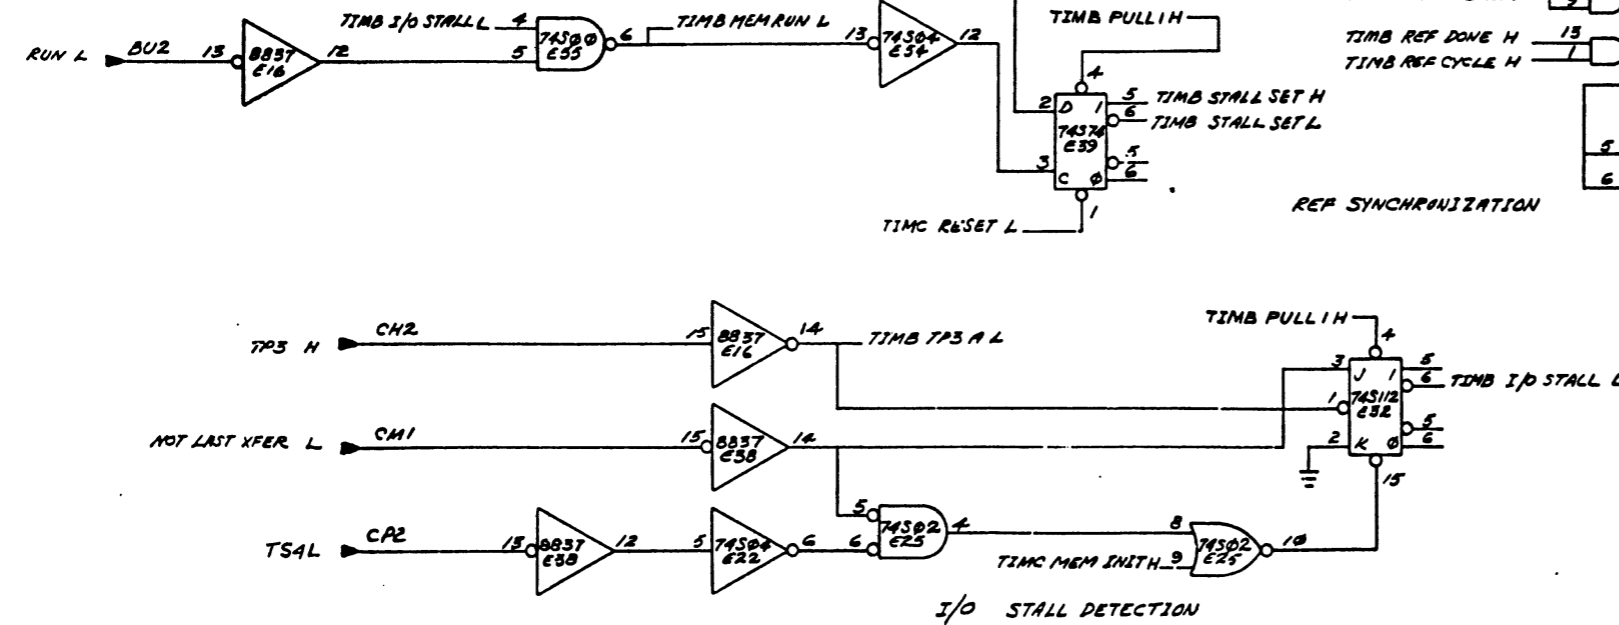 TIMB I/O STALL L
4
RUN L
BU2
13
8837
E16
12
5
74S00
E55
6
TIMB MEM RUN L
13
74S04
E54
12
TIMB PULL 1 H
4
2
D
1
5
TIMB STALL SET H
6
TIMB STALL SET L
74S74
E39
3
C
0
5
6
1
TIMC RESET L
9
TIMB REF DONE H
13
TIMB REF CYCLE H
1
5
6
REF SYNCHRONIZATION
TP3 H
CH2
15
8837
E16
14
TIMB TP3 A L
NOT LAST XFER L
CM1
15
8837
E38
14
TS4 L
CP2
13
8837
E38
12
5
74S04
E22
6
5
6
74S02
E25
4
8
TIMC MEM INIT H
9
74S02
E25
10
TIMB PULL 1 H
4
3
J
1
5
6
TIMB I/O STALL L
1
74S112
E32
2
K
0
5
6
15
I/O STALL DETECTION